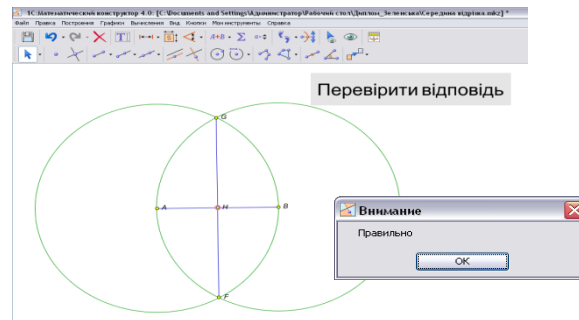 1С:Математический конструктор 4.0: [C:\Documents and Settings\Администратор\Рабочий стол\Диплом_Зеленська\Середина відрізка.mkz] *
Файл Правка Построения Графики Вычисления Вид Кнопки Мои инструменты Справка
A+B Σ
Перевірити відповідь
G
A
H
B
F
Внимание
Правильно
OK